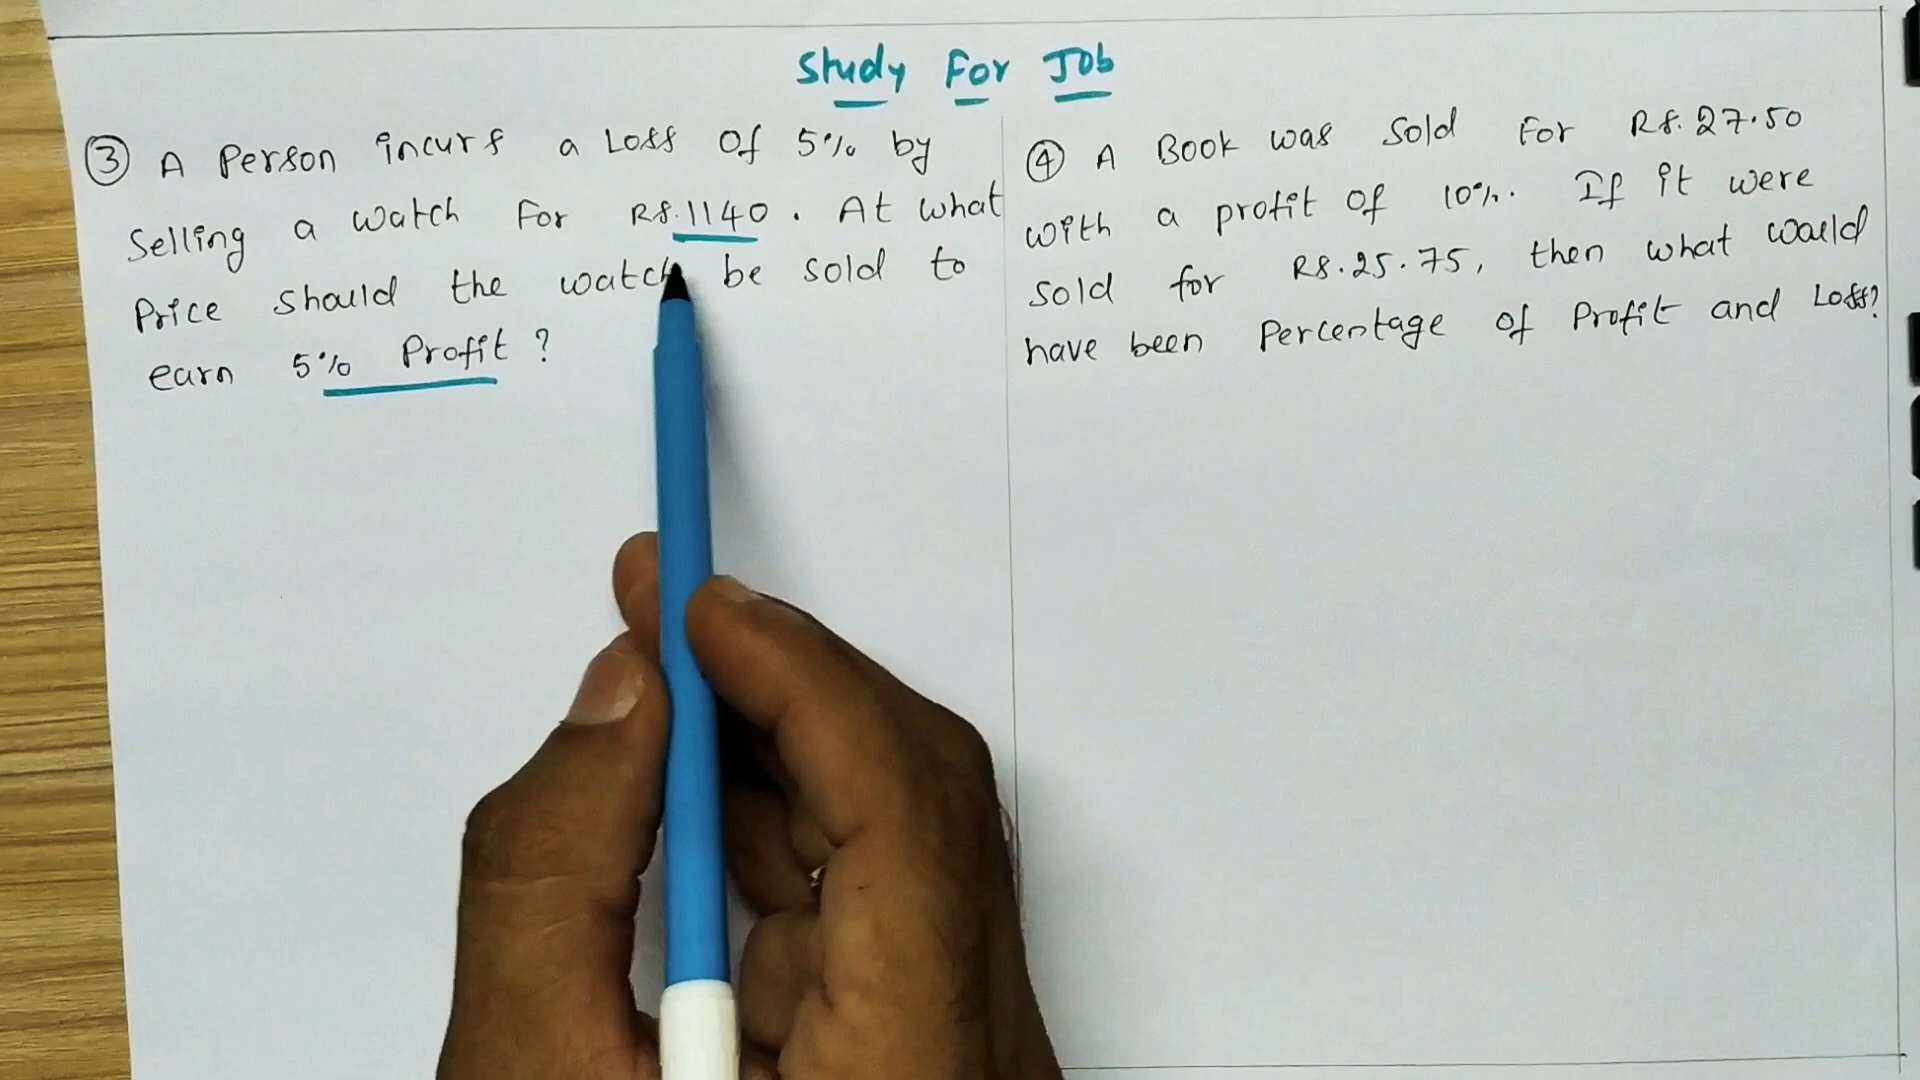 Study For Job
③ A Person incurs a Loss of 5% by
Selling a watch For Rs.1140. At what
Price should the watch be sold to
earn 5% Profit?
④ A Book was Sold For Rs.27.50
with a profit of 10%. If it were
sold for Rs.25.75, then what would
have been Percentage of Profit and Loss?